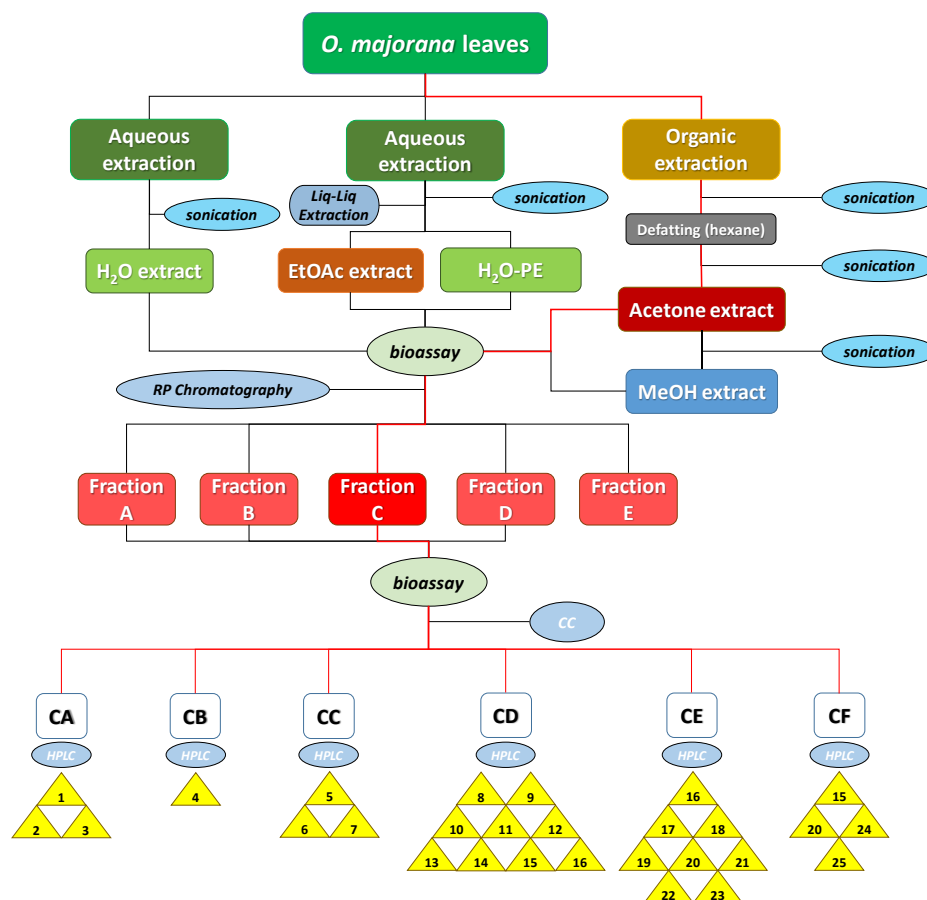 O. majorana leaves
Aqueous
extraction
Aqueous
extraction
Organic
extraction
sonication
Liq-Liq
Extraction
sonication
sonication
Defatting (hexane)
sonication
H₂O extract
EtOAc extract
H₂O-PE
Acetone extract
bioassay
sonication
RP Chromatography
MeOH extract
Fraction
A
Fraction
B
Fraction
C
Fraction
D
Fraction
E
bioassay
CC
CA
CB
CC
CD
CE
CF
HPLC
HPLC
HPLC
HPLC
HPLC
HPLC
1
2 3
4
5
6 7
8 9
10 11 12
13 14 15 16
16
17 18
19 20 21
22 23
15
20 24
25